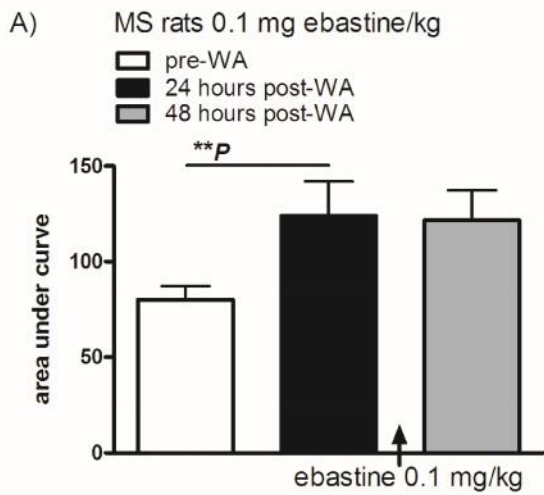 A) MS rats 0.1 mg ebastine/kg
pre-WA
24 hours post-WA
48 hours post-WA
**P
150
100
50
0
area under curve
ebastine 0.1 mg/kg